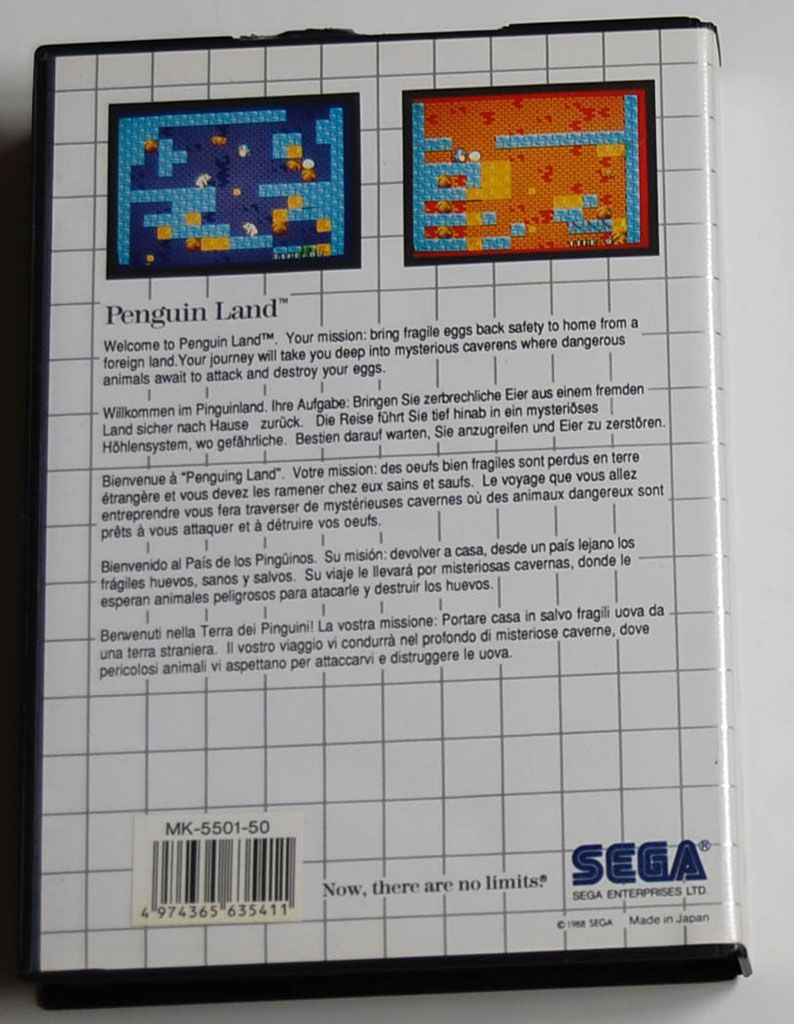 Penguin Land™
Welcome to Penguin Land™. Your mission: bring fragile eggs back safety to home from a
foreign land.Your journey will take you deep into mysterious caverens where dangerous
animals await to attack and destroy your eggs.
Willkommen im Pinguinland. Ihre Aufgabe: Bringen Sie zerbrechliche Eier aus einem fremden
Land sicher nach Hause zurück. Die Reise führt Sie tief hinab in ein mysteriöses
Höhlensystem, wo gefährliche. Bestien darauf warten, Sie anzugreifen und Eier zu zerstören.
Bienvenue à "Penguing Land". Votre mission: des oeufs bien fragiles sont perdus en terre
étrangère et vous devez les ramener chez eux sains et saufs. Le voyage que vous allez
entreprendre vous fera traverser de mystérieuses cavernes où des animaux dangereux sont
prêts à vous attaquer et à détruire vos oeufs.
Bienvenido al País de los Pingüinos. Su misión: devolver a casa, desde un país lejano los
frágiles huevos, sanos y salvos. Su viaje le llevará por misteriosas cavernas, donde le
esperan animales peligrosos para atacarle y destruir los huevos.
Benvenuti nella Terra dei Pinguini! La vostra missione: Portare casa in salvo fragili uova da
una terra straniera. Il vostro viaggio vi condurrà nel profondo di misteriose caverne, dove
pericolosi animali vi aspettano per attaccarvi e distruggere le uova.
MK-5501-50
4 974365 635411
Now, there are no limits.®
SEGA®
SEGA ENTERPRISES LTD.
©1988 SEGA Made in Japan